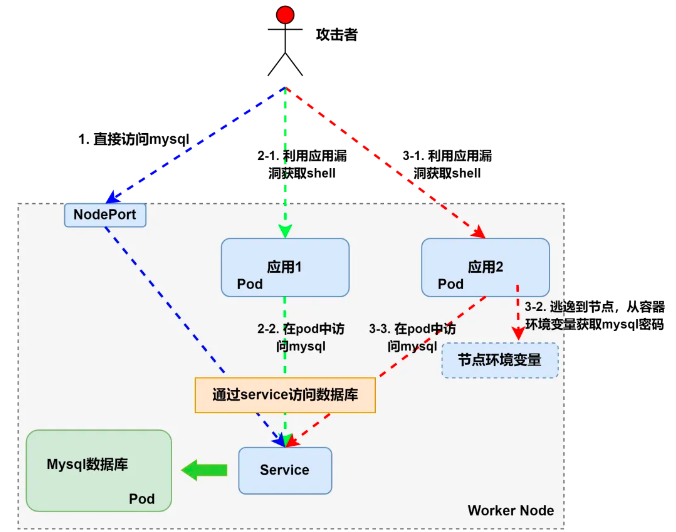 攻击者
1. 直接访问mysql
2-1. 利用应用漏
洞获取shell
3-1. 利用应用漏
洞获取shell
NodePort
应用1
Pod
应用2
Pod
3-2. 逃逸到节点，从容器
环境变量获取mysql密码
2-2. 在pod中访
问mysql
3-3. 在pod中访
问mysql
节点环境变量
通过service访问数据库
Mysql数据库
Pod
Service
Worker Node